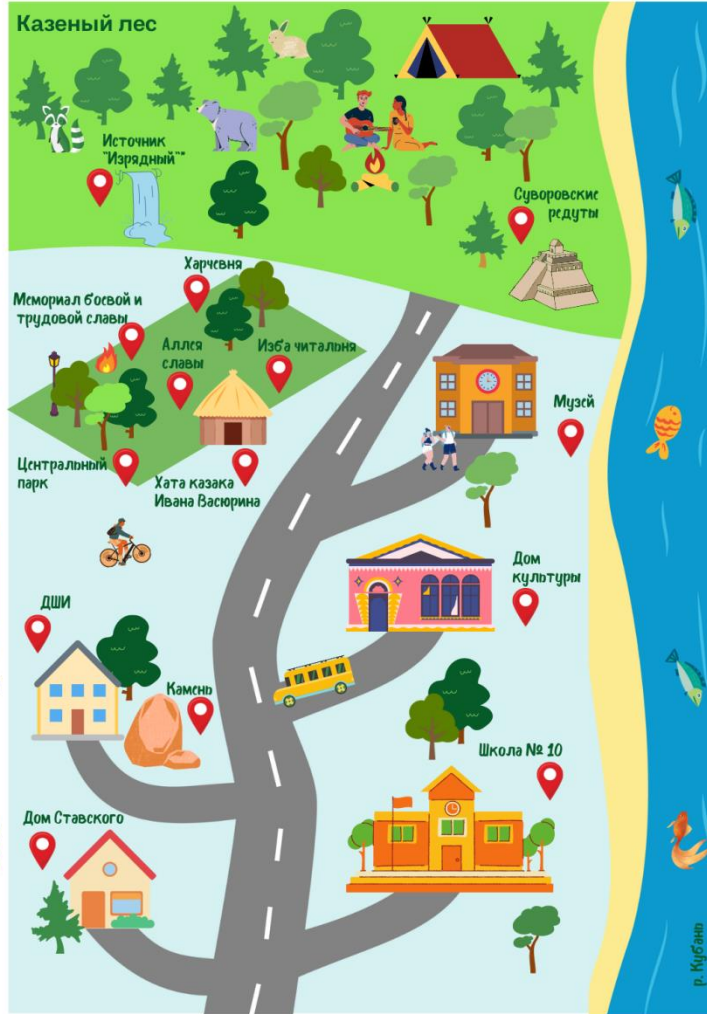 Казеный лес
Источник
"Изрядный""
Суворовские
редуты
Харчевня
Мемориал боевой и
трудовой славы
Аллея
славы
Изба читальня
Музей
Центральный
парк
Хата казака
Ивана Васюрина
Дом
культуры
ДШИ
Камень
Школа № 10
Дом Ставского
р. Кубань